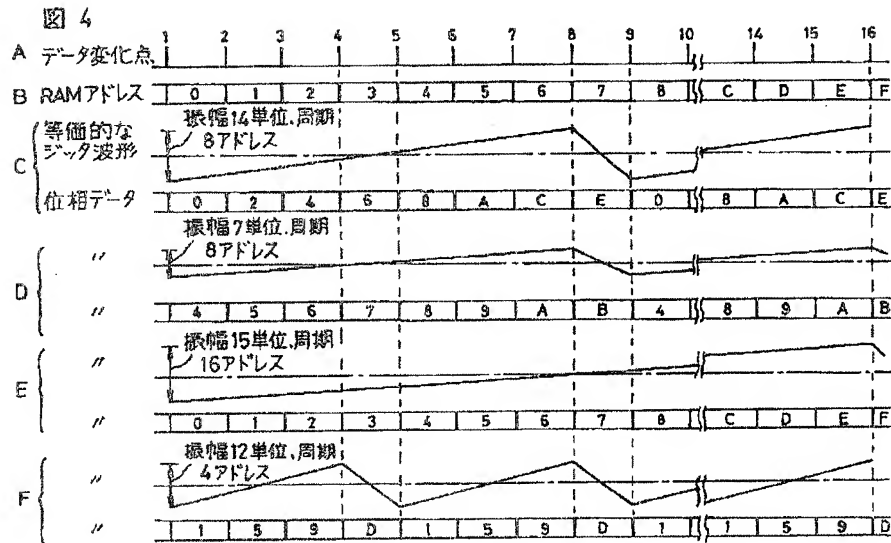 図 4
1 2 3 4 5 6 7 8 9 10 14 15 16
A データ変化点
B RAMアドレス 0 1 2 3 4 5 6 7 8 C D E F
C 等価的なジッタ波形
振幅14単位、周期
8アドレス
位相データ 0 2 4 6 8 A C E 0 8 A C E
D 〃
振幅7単位、周期
8アドレス
〃 4 5 6 7 8 9 A B 4 8 9 A B
E 〃
振幅15単位、周期
16アドレス
〃 0 1 2 3 4 5 6 7 8 C D E F
F 〃
振幅12単位、周期
4アドレス
〃 1 5 9 D 1 5 9 D 1 1 5 9 D